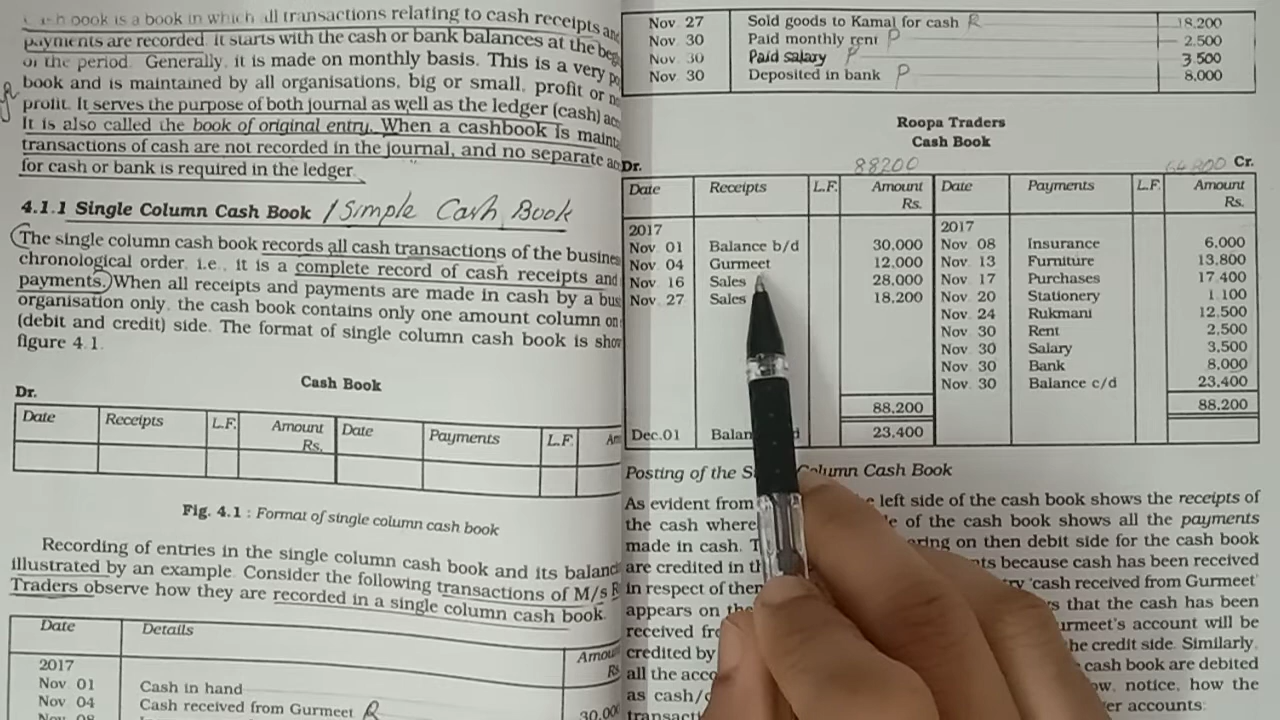 Cash book is a book in which all transactions relating to cash receipts and
payments are recorded. It starts with the cash or bank balances at the
of the period. Generally, it is made on monthly basis. This is a very
book and is maintained by all organisations, big or small, profit or
profit. It serves the purpose of both journal as well as the ledger (cash)
It is also called the book of original entry. When a cashbook is
transactions of cash are not recorded in the journal, and no separate
for cash or bank is required in the ledger.
4.1.1 Single Column Cash Book / Simple Cash Book
The single column cash book records all cash transactions of the
chronological order, i.e., it is a complete record of cash receipts and
payments. When all receipts and payments are made in cash by a
organisation only, the cash book contains only one amount column on
(debit and credit) side. The format of single column cash book is
figure 4.1.
Cash Book
Dr.
Date Receipts L.F. Amount Rs. Date Payments L.F.
Fig. 4.1 : Format of single column cash book
Recording of entries in the single column cash book and its
illustrated by an example. Consider the following transactions of M/s
Traders observe how they are recorded in a single column cash book.
Date Details
2017
Nov. 01 Cash in hand 30,000
Nov. 04 Cash received from Gurmeet R
Nov. 27 Sold goods to Kamal for cash R 18,200
Nov. 30 Paid monthly rent P 2,500
Nov. 30 Paid salary P 3,500
Nov. 30 Deposited in bank P 8,000
Roopa Traders
Cash Book
Dr. 88200 Cr.
Date Receipts L.F. Amount Rs. Date Payments L.F. Amount Rs.
2017 2017
Nov. 01 Balance b/d 30,000 Nov. 08 Insurance 6,000
Nov. 04 Gurmeet 12,000 Nov. 13 Furniture 13,800
Nov. 16 Sales 28,000 Nov. 17 Purchases 17,400
Nov. 27 Sales 18,200 Nov. 20 Stationery 1,100
Nov. 24 Rukmani 12,500
Nov. 30 Rent 2,500
Nov. 30 Salary 3,500
Nov. 30 Bank 8,000
Nov. 30 Balance c/d 23,400
88,200 88,200
Dec.01 23,400
Posting of the Column Cash Book
As evident from left side of the cash book shows the receipts of
the cash of the cash book shows all the payments
made in cash. on then debit side for the cash book
are credited in because cash has been received
in respect of 'cash received from Gurmeet'
appears on that the cash has been
received account will be
credited by the credit side. Similarly,
all the cash book are debited
as notice, how the
accounts: